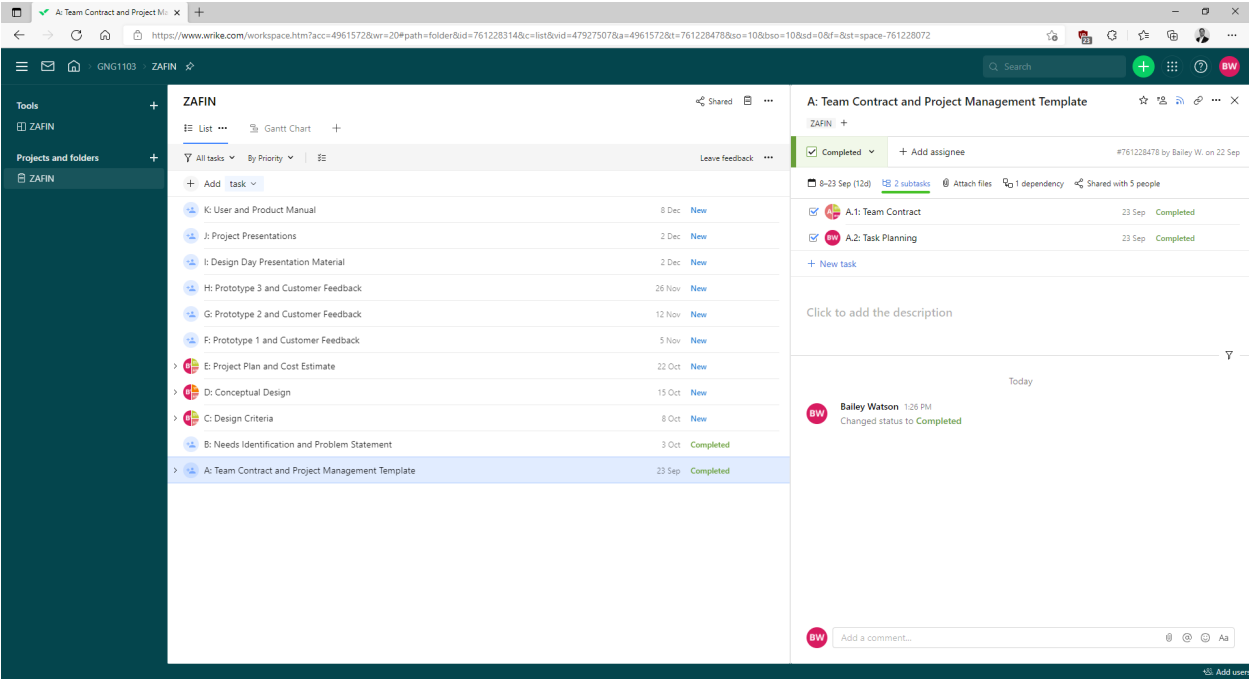 A: Team Contract and Project Ma
https://www.wrike.com/workspace.htm?acc=4961572&wr=20#path=folder&id=761228314&c=list&vid=47927507&a=4961572&t=761228478&so=10&bso=10&sd=0&f=&st=space-761228072
23
GNG1103 ZAFIN
Search
BW
Tools
ZAFIN
Projects and folders
ZAFIN
ZAFIN
Shared
List
Gantt Chart
All tasks
By Priority
Leave feedback
Add task
K: User and Product Manual 8 Dec New
J: Project Presentations 2 Dec New
I: Design Day Presentation Material 2 Dec New
H: Prototype 3 and Customer Feedback 26 Nov New
G: Prototype 2 and Customer Feedback 12 Nov New
F: Prototype 1 and Customer Feedback 5 Nov New
E: Project Plan and Cost Estimate 22 Oct New
D: Conceptual Design 15 Oct New
C: Design Criteria 8 Oct New
B: Needs Identification and Problem Statement 3 Oct Completed
A: Team Contract and Project Management Template 23 Sep Completed
A: Team Contract and Project Management Template
ZAFIN
Completed
Add assignee
#761228478 by Bailey W. on 22 Sep
8–23 Sep (12d) 2 subtasks Attach files 1 dependency Shared with 5 people
A.1: Team Contract 23 Sep Completed
BW A.2: Task Planning 23 Sep Completed
New task
Click to add the description
Today
BW Bailey Watson 1:26 PM
Changed status to Completed
BW Add a comment... Aa
Add users